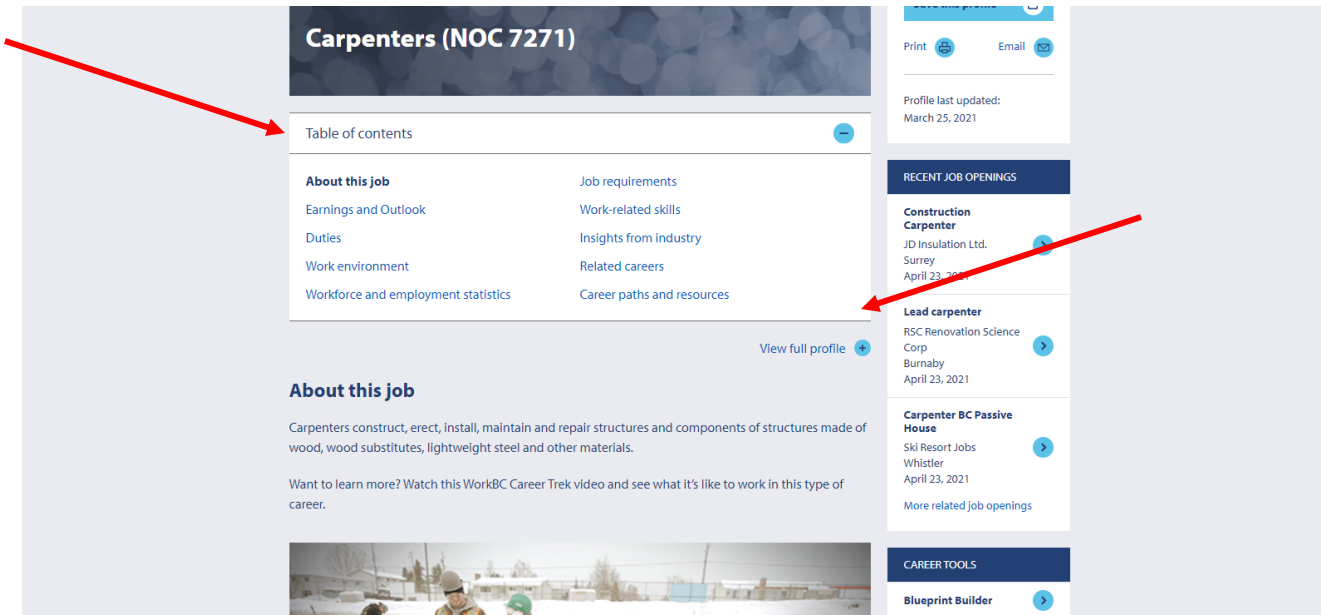 Carpenters (NOC 7271)
Table of contents
About this job
Earnings and Outlook
Duties
Work environment
Workforce and employment statistics
Job requirements
Work-related skills
Insights from industry
Related careers
Career paths and resources
View full profile
About this job
Carpenters construct, erect, install, maintain and repair structures and components of structures made of
wood, wood substitutes, lightweight steel and other materials.
Want to learn more? Watch this WorkBC Career Trek video and see what it's like to work in this type of
career.
Save this profile
Print
Email
Profile last updated:
March 25, 2021
RECENT JOB OPENINGS
Construction
Carpenter
JD Insulation Ltd.
Surrey
April 23, 2021
Lead carpenter
RSC Renovation Science
Corp
Burnaby
April 23, 2021
Carpenter BC Passive
House
Ski Resort Jobs
Whistler
April 23, 2021
More related job openings
CAREER TOOLS
Blueprint Builder